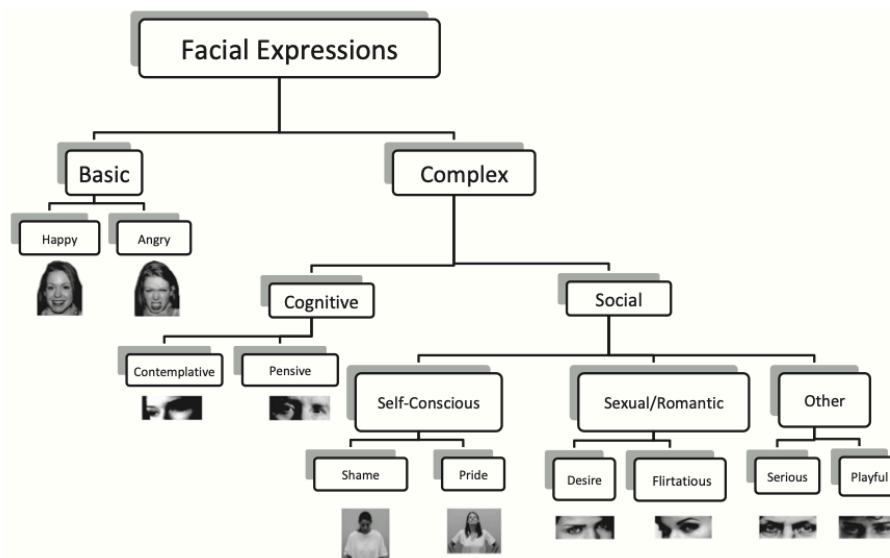 Facial Expressions
Basic
Complex
Happy
Angry
Cognitive
Social
Contemplative
Pensive
Self-Conscious
Sexual/Romantic
Other
Shame
Pride
Desire
Flirtatious
Serious
Playful